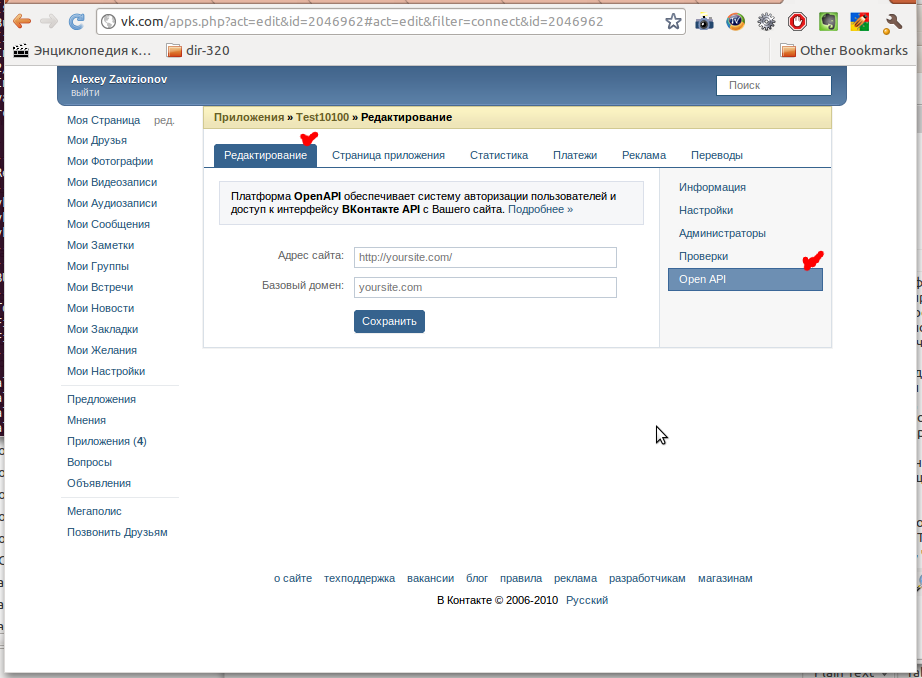 vk.com/apps.php?act=edit&id=2046962#act=edit&filter=connect&id=2046962
Энциклопедия к... dir-320 Other Bookmarks
Alexey Zavizionov
выйти
Поиск
Моя Страница ред.
Мои Друзья
Мои Фотографии
Мои Видеозаписи
Мои Аудиозаписи
Мои Сообщения
Мои Заметки
Мои Группы
Мои Встречи
Мои Новости
Мои Закладки
Мои Желания
Мои Настройки
Предложения
Мнения
Приложения (4)
Вопросы
Объявления
Мегаполис
Позвонить Друзьям
Приложения » Test10100 » Редактирование
Редактирование Страница приложения Статистика Платежи Реклама Переводы
Платформа OpenAPI обеспечивает систему авторизации пользователей и
доступ к интерфейсу ВКонтакте API с Вашего сайта. Подробнее »
Адрес сайта: http://yoursite.com/
Базовый домен: yoursite.com
Сохранить
Информация
Настройки
Администраторы
Проверки
Open API
о сайте техподдержка вакансии блог правила реклама разработчикам магазинам
В Контакте © 2006-2010 Русский
Plain Text